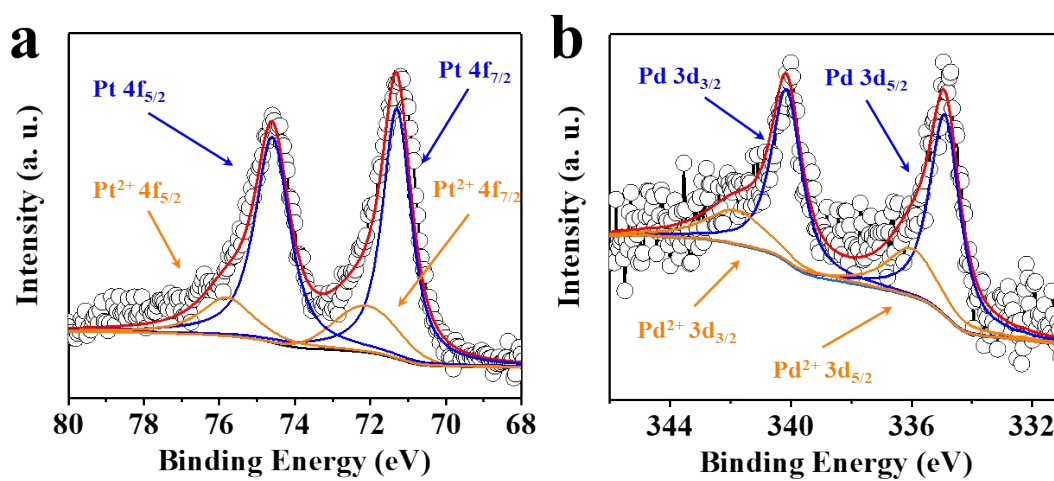 a
Pt 4f5/2
Pt 4f7/2
Pt2+ 4f5/2
Pt2+ 4f7/2
Intensity (a. u.)
80 78 76 74 72 70 68
Binding Energy (eV)
b
Pd 3d3/2
Pd 3d5/2
Pd2+ 3d3/2
Pd2+ 3d5/2
Intensity (a. u.)
344 340 336 332
Binding Energy (eV)